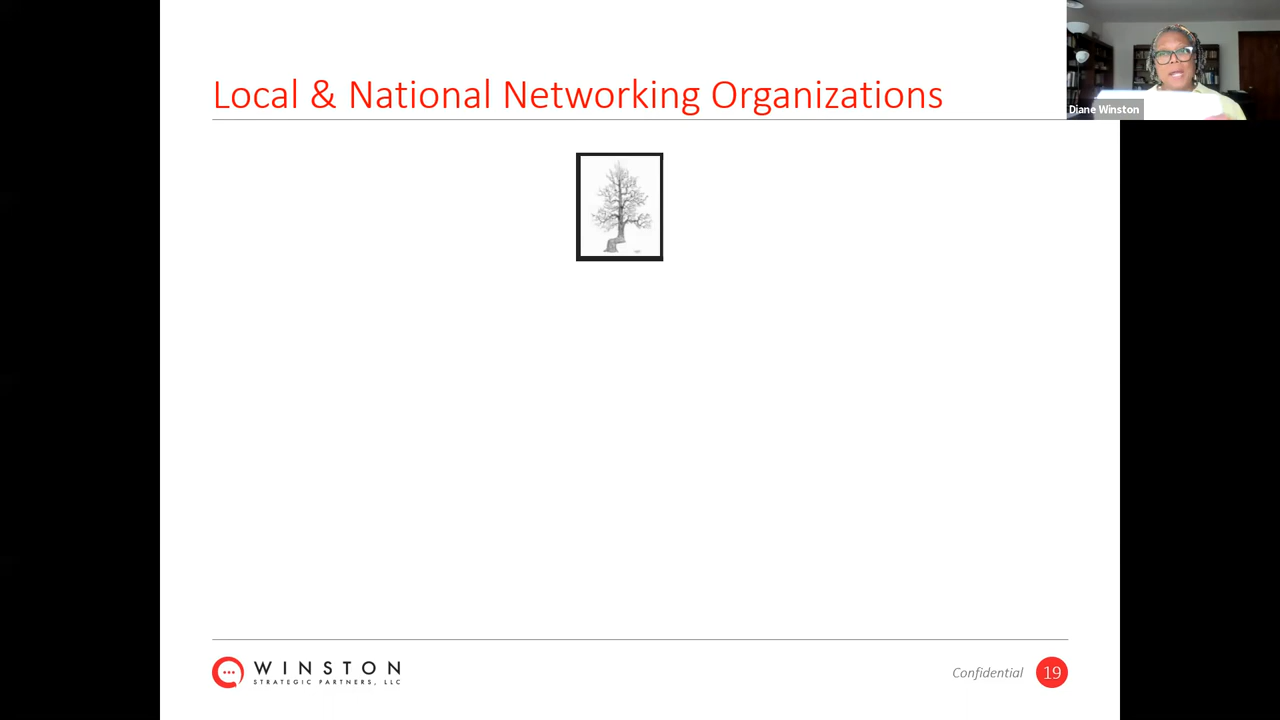 Local & National Networking Organizations
Diane Winston
WINSTON
STRATEGIC PARTNERS, LLC
Confidential
19